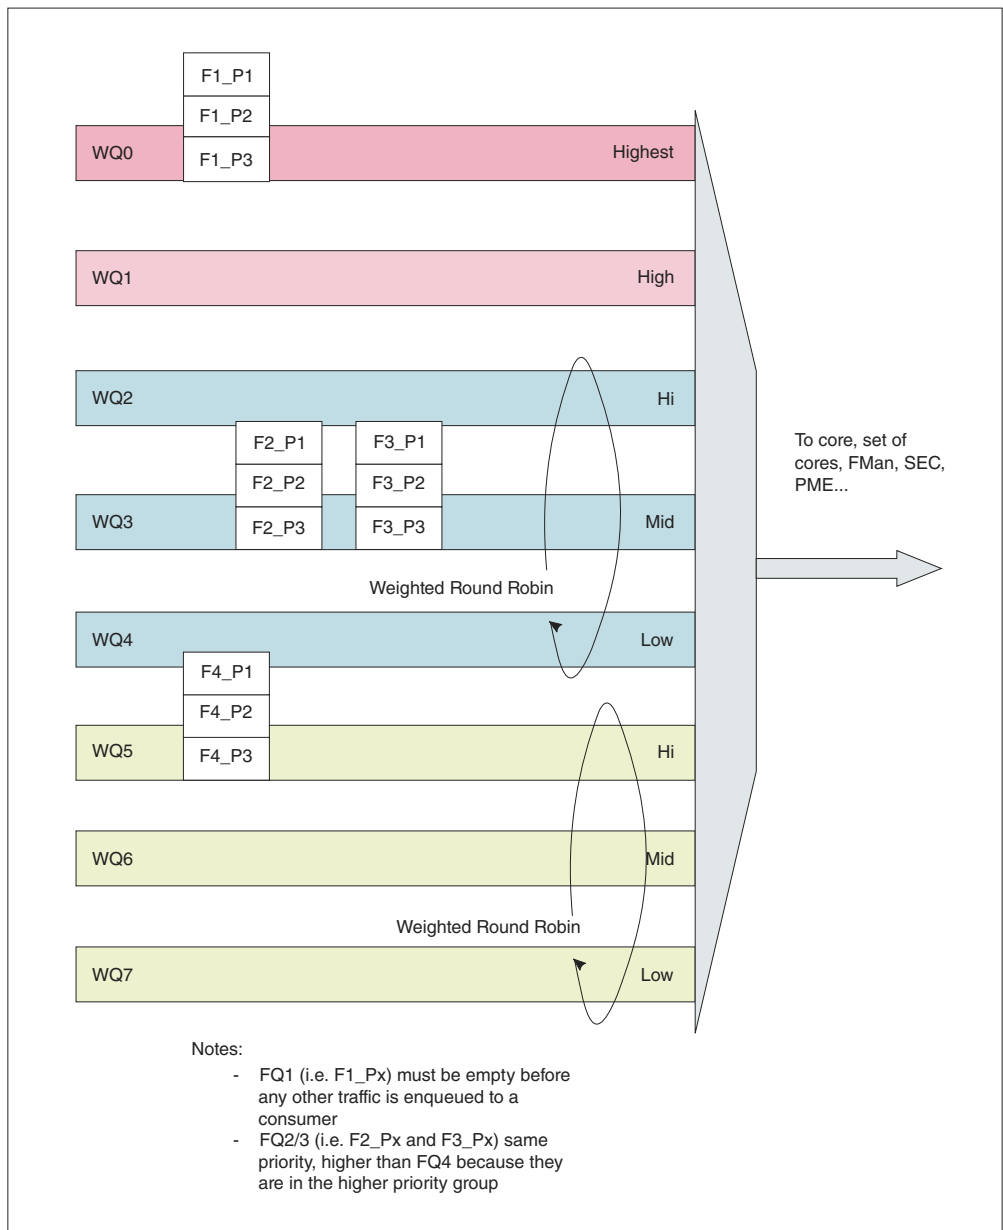 F1_P1
F1_P2
WQ0
F1_P3
Highest
WQ1
High
WQ2
Hi
F2_P1
F3_P1
F2_P2
F3_P2
To core, set of
cores, FMan, SEC,
PME...
WQ3
F2_P3
F3_P3
Mid
Weighted Round Robin
WQ4
Low
F4_P1
F4_P2
WQ5
F4_P3
Hi
WQ6
Mid
Weighted Round Robin
WQ7
Low
Notes:
- FQ1 (i.e. F1_Px) must be empty before
any other traffic is enqueued to a
consumer
- FQ2/3 (i.e. F2_Px and F3_Px) same
priority, higher than FQ4 because they
are in the higher priority group